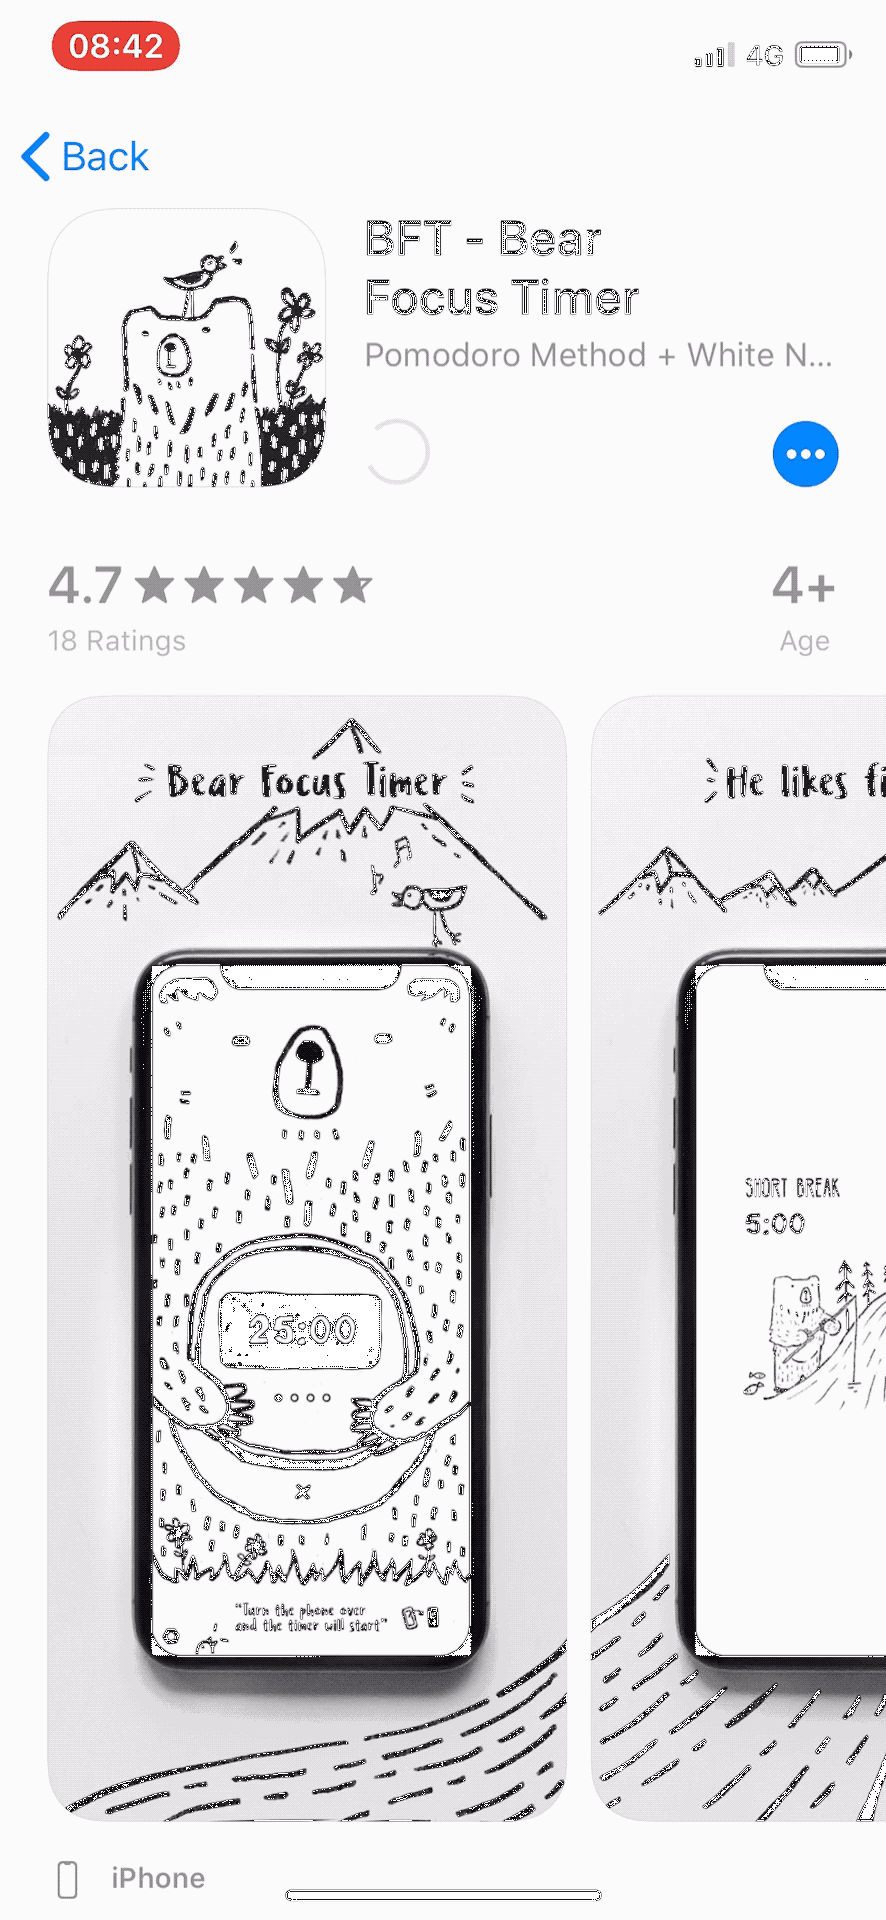 08:42
4G
Back
BFT - Bear
Focus Timer
Pomodoro Method + White N...
4.7
4+
18 Ratings
Age
Bear Focus Timer
25:00
"Turn the phone over
and the timer will start"
He likes fi
SHORT BREAK
5:00
iPhone